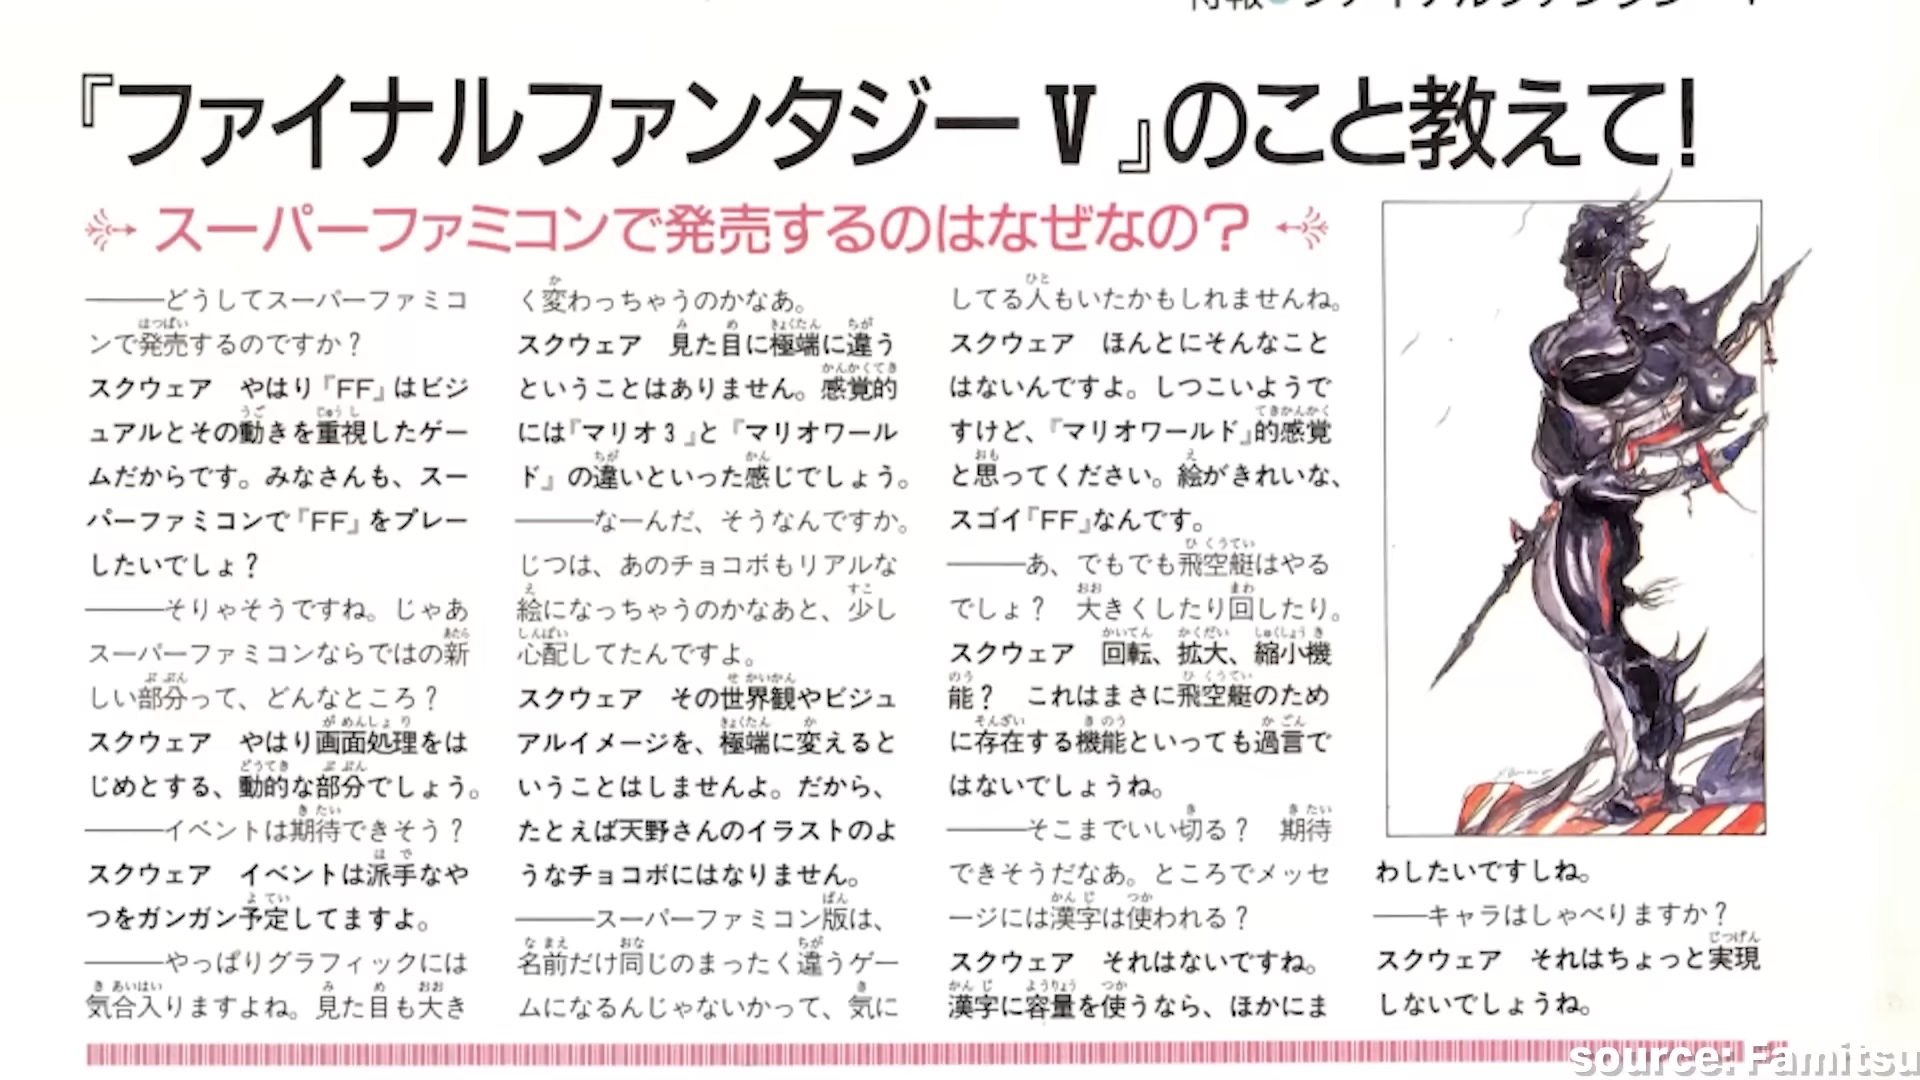 『ファイナルファンタジーⅤ』のこと教えて!
スーパーファミコンで発売するのはなぜなの?
———どうしてスーパーファミコ
ンで発売するのですか?
スクウェア　やはり『FF』はビジ
ュアルとその動きを重視したゲー
ムだからです。みなさんも、スー
パーファミコンで『FF』をプレー
したいでしょ?
———そりゃそうですね。じゃあ
スーパーファミコンならではの新
しい部分って、どんなところ?
スクウェア　やはり画面処理をは
じめとする、動的な部分でしょう。
———イベントは期待できそう?
スクウェア　イベントは派手なや
つをガンガン予定してますよ。
———やっぱりグラフィックには
気合入りますよね。見た目も大き
く変わっちゃうのかなあ。
スクウェア　見た目に極端に違う
ということはありません。感覚的
には『マリオ3』と『マリオワール
ド』の違いといった感じでしょう。
———なーんだ、そうなんですか。
じつは、あのチョコボもリアルな
絵になっちゃうのかなあと、少し
心配してたんですよ。
スクウェア　その世界観やビジュ
アルイメージを、極端に変えると
いうことはしませんよ。だから、
たとえば天野さんのイラストのよ
うなチョコボにはなりません。
———スーパーファミコン版は、
名前だけ同じのまったく違うゲー
ムになるんじゃないかって、気に
してる人もいたかもしれませんね。
スクウェア　ほんとにそんなこと
はないんですよ。しつこいようで
すけど、『マリオワールド』的感覚
と思ってください。絵がきれいな、
スゴイ『FF』なんです。
———あ、でもでも飛空艇はやる
でしょ?　大きくしたり回したり。
スクウェア　回転、拡大、縮小機
能?　これはまさに飛空艇のため
に存在する機能といっても過言で
はないでしょうね。
———そこまでいい切る?　期待
できそうだなあ。ところでメッセ
ージには漢字は使われる?
スクウェア　それはないですね。
漢字に容量を使うなら、ほかにま
わしたいですしね。
——キャラはしゃべりますか?
スクウェア　それはちょっと実現
しないでしょうね。
source: Famitsu